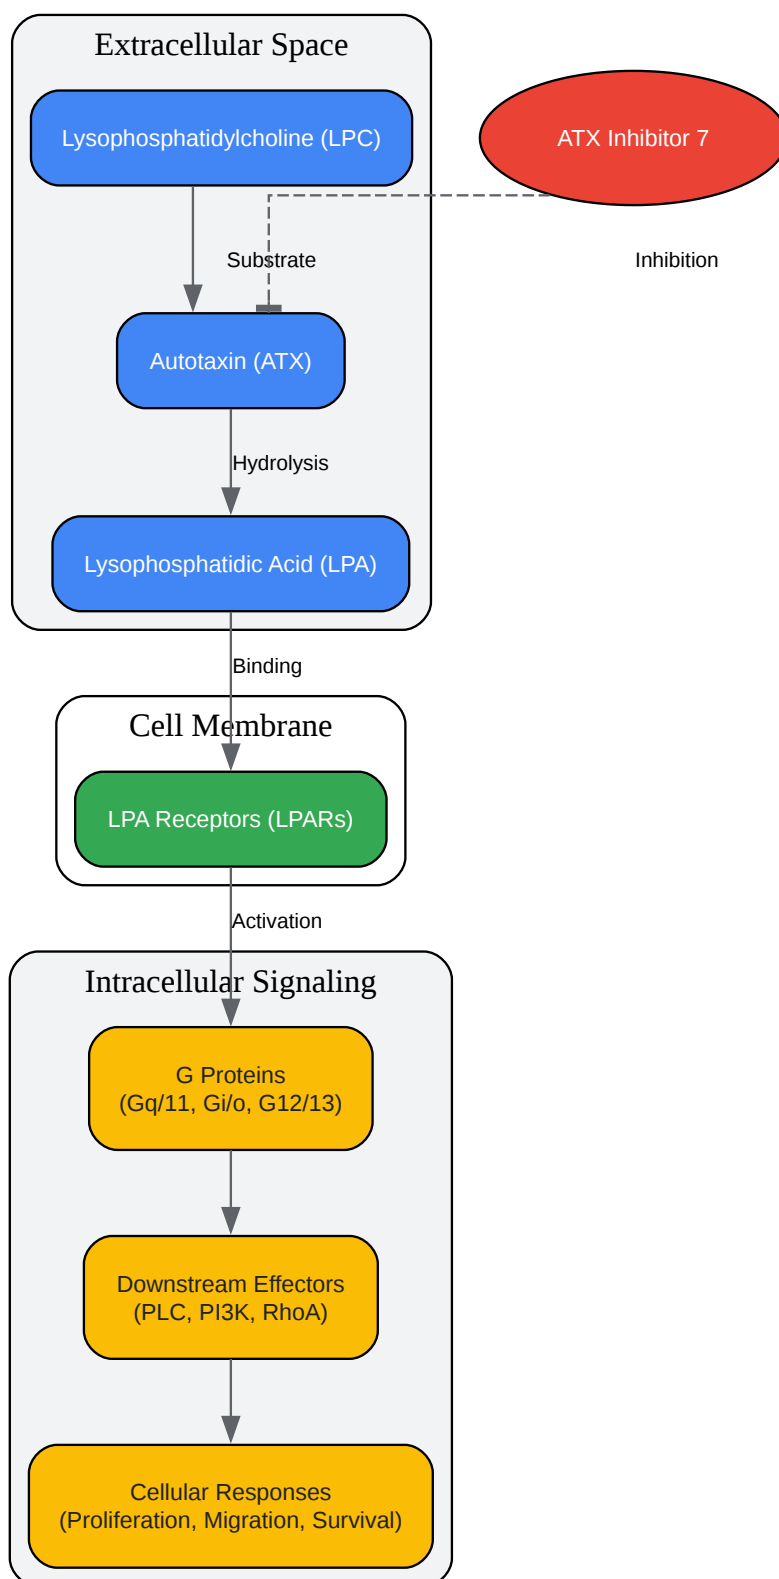 Extracellular Space
Lysophosphatidylcholine (LPC)
ATX Inhibitor 7
Substrate
Inhibition
Autotaxin (ATX)
Hydrolysis
Lysophosphatidic Acid (LPA)
Binding
Cell Membrane
LPA Receptors (LPARs)
Activation
Intracellular Signaling
G Proteins
(Gq/11, Gi/o, G12/13)
Downstream Effectors
(PLC, PI3K, RhoA)
Cellular Responses
(Proliferation, Migration, Survival)